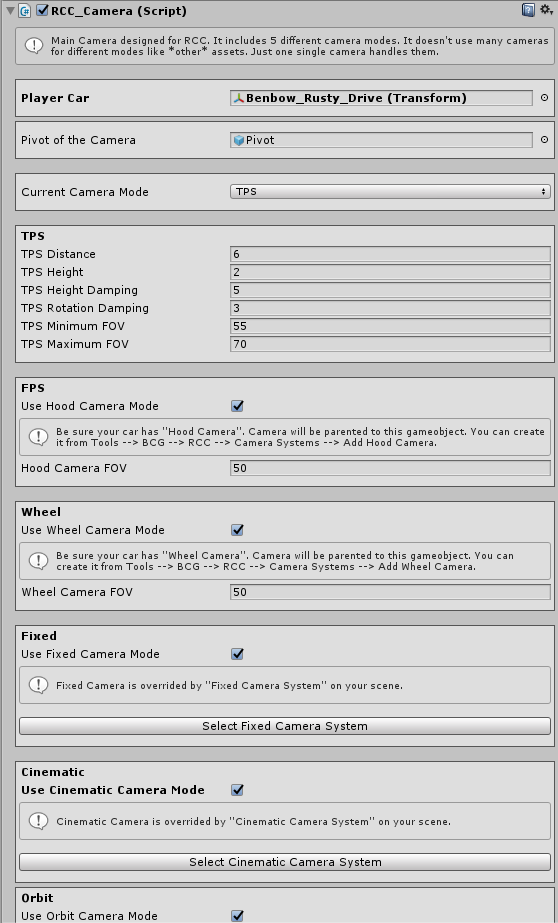 RCC_Camera (Script)
Main Camera designed for RCC. It includes 5 different camera modes. It doesn't use many cameras
for different modes like *other* assets. Just one single camera handles them.
Player Car
Benbow_Rusty_Drive (Transform)
Pivot of the Camera
Pivot
Current Camera Mode
TPS
TPS
TPS Distance
6
TPS Height
2
TPS Height Damping
5
TPS Rotation Damping
3
TPS Minimum FOV
55
TPS Maximum FOV
70
FPS
Use Hood Camera Mode
Be sure your car has "Hood Camera". Camera will be parented to this gameobject. You can create
it from Tools --> BCG --> RCC --> Camera Systems --> Add Hood Camera.
Hood Camera FOV
50
Wheel
Use Wheel Camera Mode
Be sure your car has "Wheel Camera". Camera will be parented to this gameobject. You can
create it from Tools --> BCG --> RCC --> Camera Systems --> Add Wheel Camera.
Wheel Camera FOV
50
Fixed
Use Fixed Camera Mode
Fixed Camera is overrided by "Fixed Camera System" on your scene.
Select Fixed Camera System
Cinematic
Use Cinematic Camera Mode
Cinematic Camera is overrided by "Cinematic Camera System" on your scene.
Select Cinematic Camera System
Orbit
Use Orbit Camera Mode